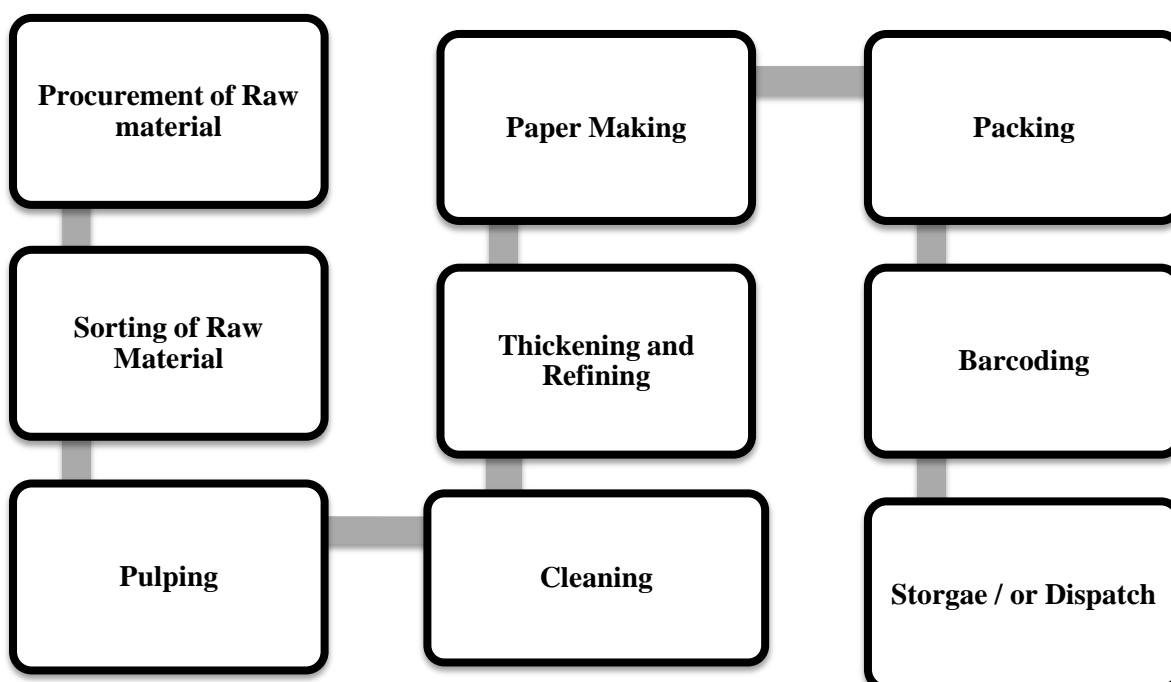 Procurement of Raw
material
Sorting of Raw
Material
Pulping
Cleaning
Thickening and
Refining
Paper Making
Packing
Barcoding
Storgae / or Dispatch